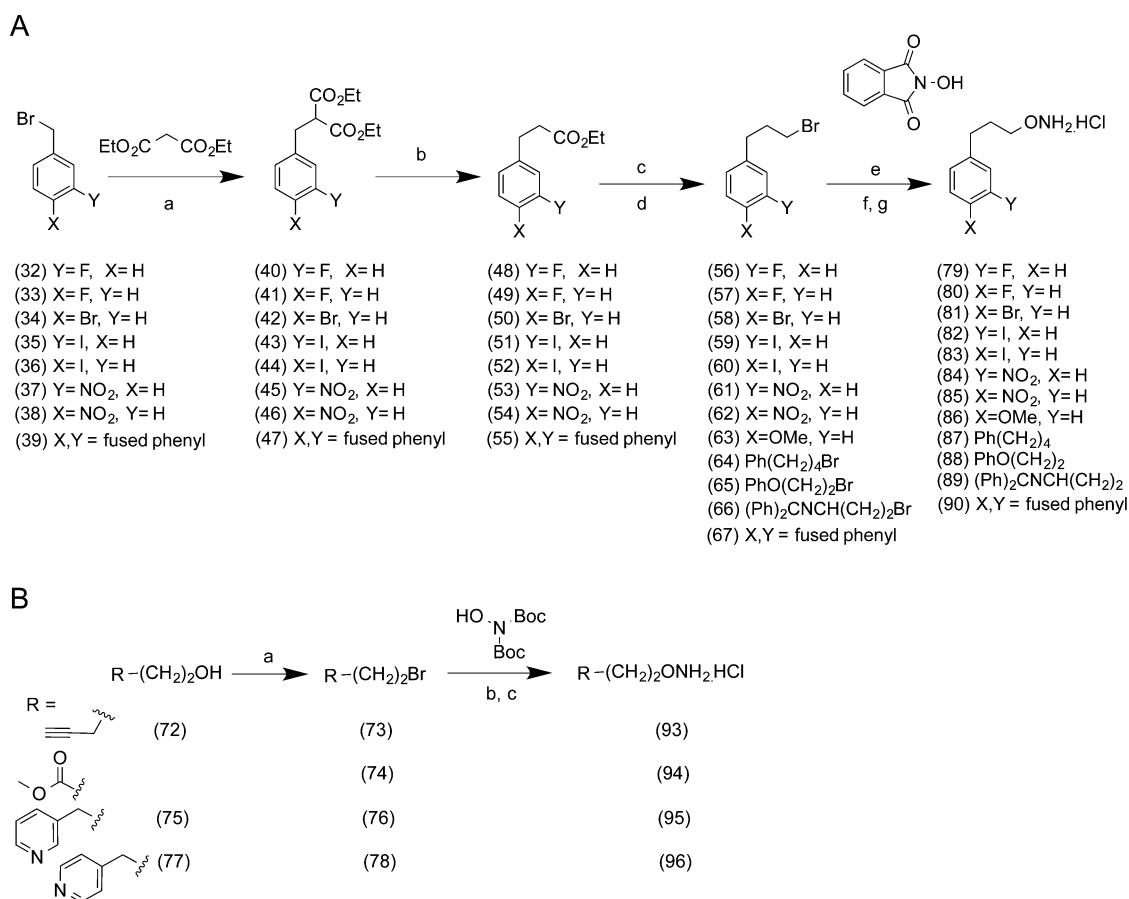 A
Br
EtO₂C CO₂Et
Y
X
a
CO₂Et
CO₂Et
Y
X
b
CO₂Et
Y
X
c
d
Br
Y
X
O
N-OH
O
e
f, g
ONH₂.HCl
Y
X
(32) Y= F, X= H
(33) X= F, Y= H
(34) X= Br, Y= H
(35) Y= I, X= H
(36) X= I, Y= H
(37) Y= NO₂, X= H
(38) X= NO₂, Y= H
(39) X,Y = fused phenyl
(40) Y= F, X= H
(41) X= F, Y= H
(42) X= Br, Y= H
(43) Y= I, X= H
(44) X= I, Y= H
(45) Y= NO₂, X= H
(46) X= NO₂, Y= H
(47) X,Y = fused phenyl
(48) Y= F, X= H
(49) X= F, Y= H
(50) X= Br, Y= H
(51) Y= I, X= H
(52) X= I, Y= H
(53) Y= NO₂, X= H
(54) X= NO₂, Y= H
(55) X,Y = fused phenyl
(56) Y= F, X= H
(57) X= F, Y= H
(58) X= Br, Y= H
(59) Y= I, X= H
(60) X= I, Y= H
(61) Y= NO₂, X= H
(62) X= NO₂, Y= H
(63) X=OMe, Y=H
(64) Ph(CH₂)₄Br
(65) PhO(CH₂)₂Br
(66) (Ph)₂CNCH(CH₂)₂Br
(67) X,Y = fused phenyl
(79) Y= F, X= H
(80) X= F, Y= H
(81) X= Br, Y= H
(82) Y= I, X= H
(83) X= I, Y= H
(84) Y= NO₂, X= H
(85) X= NO₂, Y= H
(86) X=OMe, Y=H
(87) Ph(CH₂)₄
(88) PhO(CH₂)₂
(89) (Ph)₂CNCH(CH₂)₂
(90) X,Y = fused phenyl
B
R-(CH₂)₂OH
a
R-(CH₂)₂Br
HO N Boc
Boc
b, c
R-(CH₂)₂ONH₂.HCl
R =
(72) (73) (93)
O
O
(74) (94)
N
(75) (76) (95)
N
(77) (78) (96)